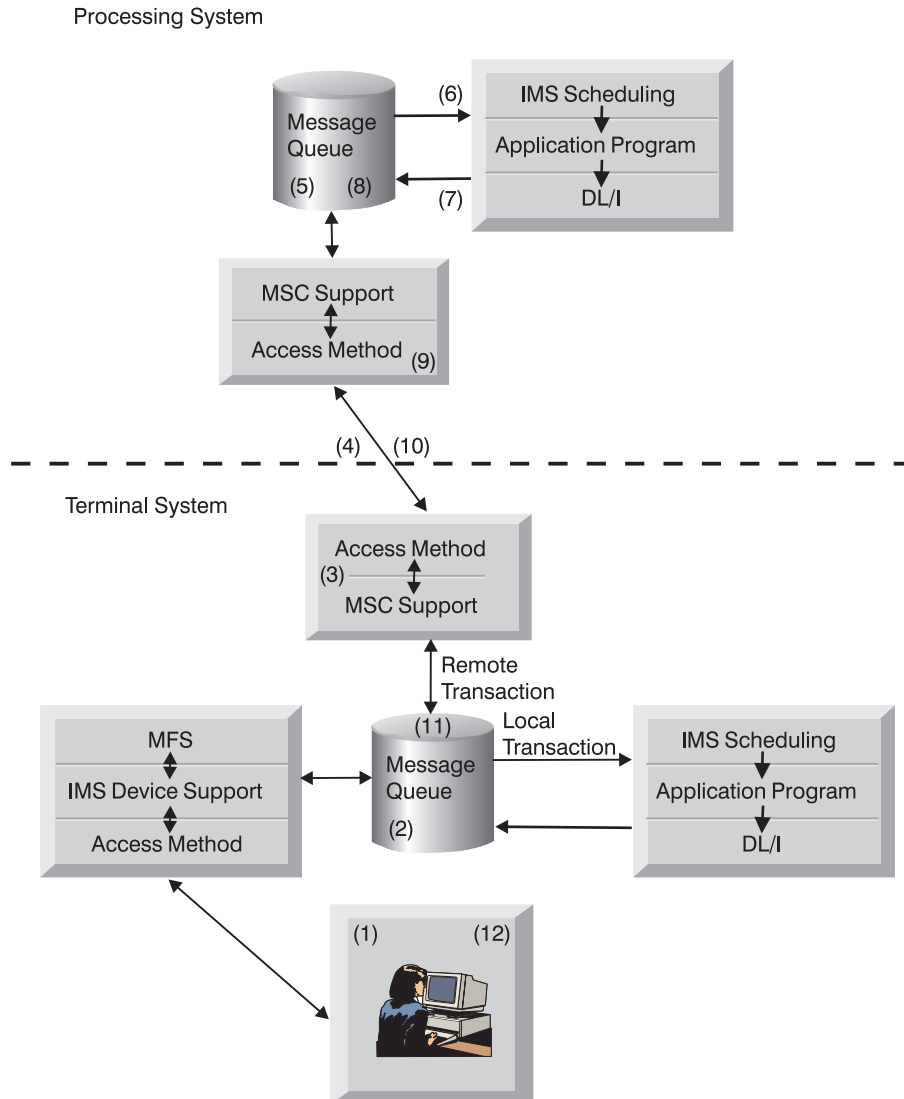 Processing System
Message
Queue
(5) (8)
(6)
(7)
IMS Scheduling
Application Program
DL/I
MSC Support
Access Method
(9)
(4) (10)
Terminal System
Access Method
(3)
MSC Support
Remote
Transaction
(11)
Message
Queue
(2)
Local
Transaction
MFS
IMS Device Support
Access Method
IMS Scheduling
Application Program
DL/I
(1) (12)